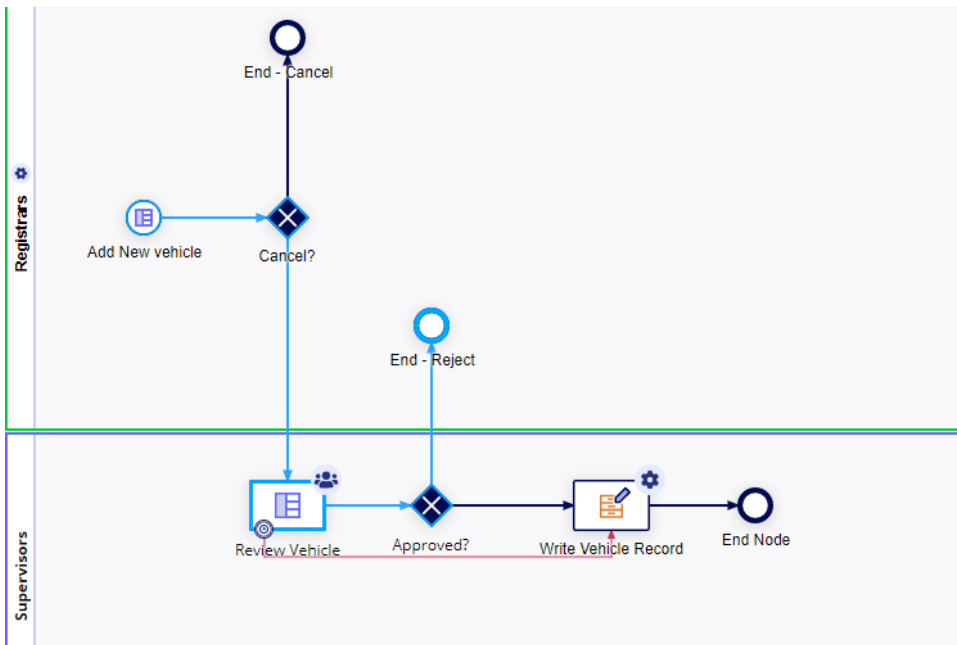 Registrars
End - Cancel
Add New vehicle
Cancel?
End - Reject
Supervisors
Review Vehicle
Approved?
Write Vehicle Record
End Node